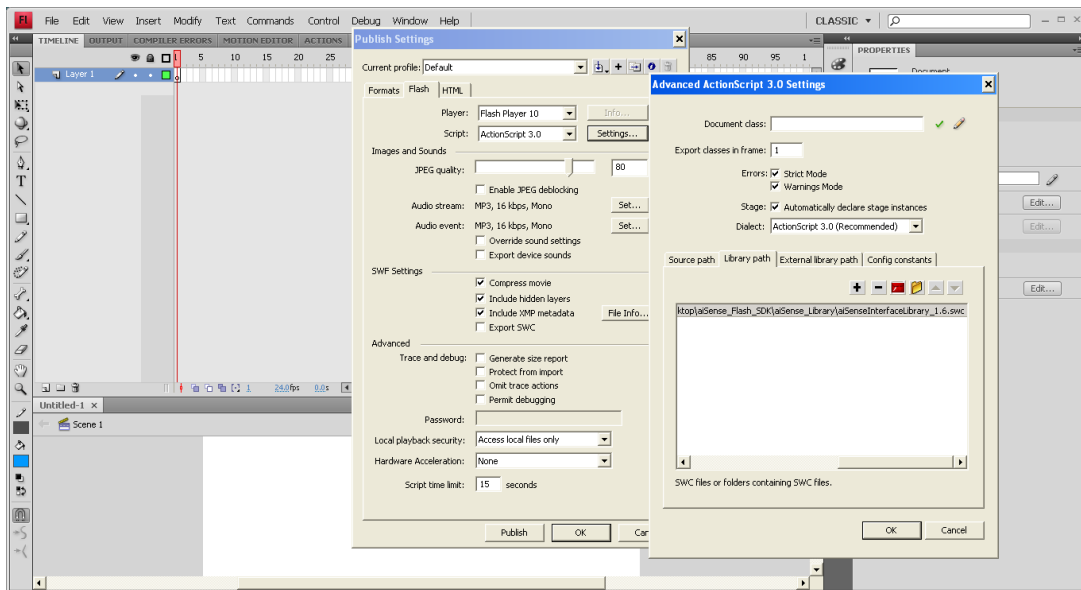 Fl File Edit View Insert Modify Text Commands Control Debug Window Help CLASSIC
TIMELINE OUTPUT COMPILER ERRORS MOTION EDITOR ACTIONS
5 10 15 20 25 85 90 95 1
Layer 1
1 24.0fps 0.0s
Untitled-1
Scene 1
Publish Settings
Current profile: Default
Formats Flash HTML
Player: Flash Player 10 Info...
Script: ActionScript 3.0 Settings...
Images and Sounds
JPEG quality: 80
Enable JPEG deblocking
Audio stream: MP3, 16 kbps, Mono Set...
Audio event: MP3, 16 kbps, Mono Set...
Override sound settings
Export device sounds
SWF Settings
Compress movie
Include hidden layers
Include XMP metadata File Info...
Export SWC
Advanced
Trace and debug: Generate size report
Protect from import
Omit trace actions
Permit debugging
Password:
Local playback security: Access local files only
Hardware Acceleration: None
Script time limit: 15 seconds
Publish OK Car
PROPERTIES
Document
Edit...
Edit...
Edit...
Advanced ActionScript 3.0 Settings
Document class:
Export classes in frame: 1
Errors: Strict Mode
Warnings Mode
Stage: Automatically declare stage instances
Dialect: ActionScript 3.0 (Recommended)
Source path Library path External library path Config constants
ktop\aiSense_Flash_SDK\aiSense_Library\aiSenseInterfaceLibrary_1.6.swc
SWC files or folders containing SWC files.
OK Cancel